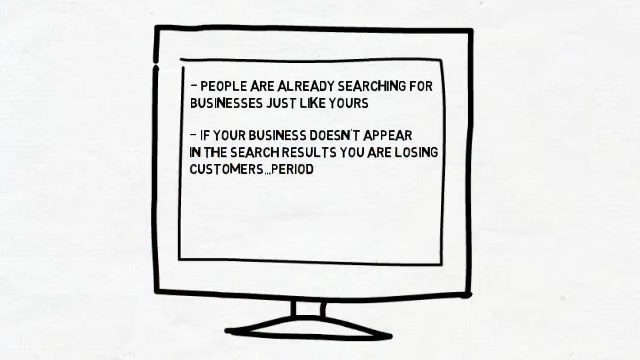 - PEOPLE ARE ALREADY SEARCHING FOR
BUSINESSES JUST LIKE YOURS
- IF YOUR BUSINESS DOESN'T APPEAR
IN THE SEARCH RESULTS YOU ARE LOSING
CUSTOMERS...PERIOD